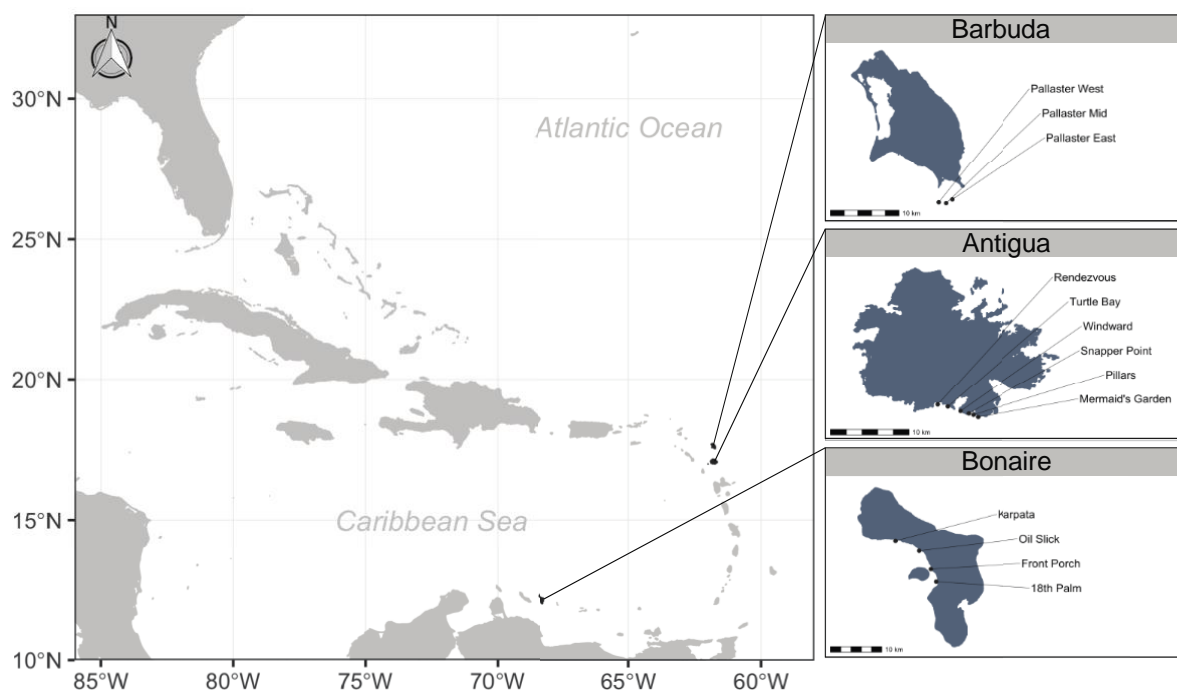 N
30°N
25°N
20°N
15°N
10°N
85°W
80°W
75°W
70°W
65°W
60°W
Atlantic Ocean
Caribbean Sea
Barbuda
Pallaster West
Pallaster Mid
Pallaster East
10 km
Antigua
Rendezvous
Turtle Bay
Windward
Snapper Point
Pillars
Mermaid's Garden
10 km
Bonaire
Karpata
Oil Slick
Front Porch
18th Palm
10 km